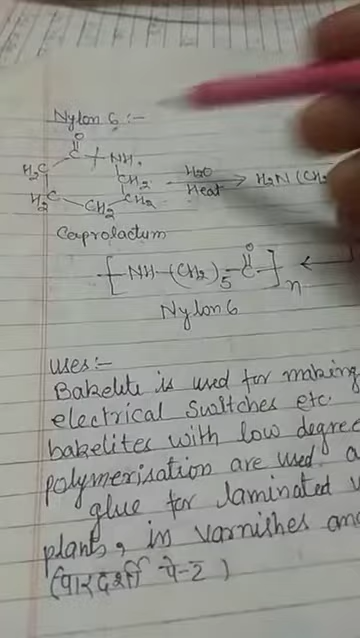 Nylon 6 :-
O
C NH
H₂C
CH₂
H₂C CH₂ CH₂
H₂O
Heat
H₂N (CH₂
Caprolactum
[ NH-(CH₂)₅-C ]n
O
Nylon 6
uses :-
Bakelite is used for making
electrical switches etc.
bakelites with low degree
polymerisation are used a
glue for laminated
plants, in varnishes and
(पारदर्शी पे-2)